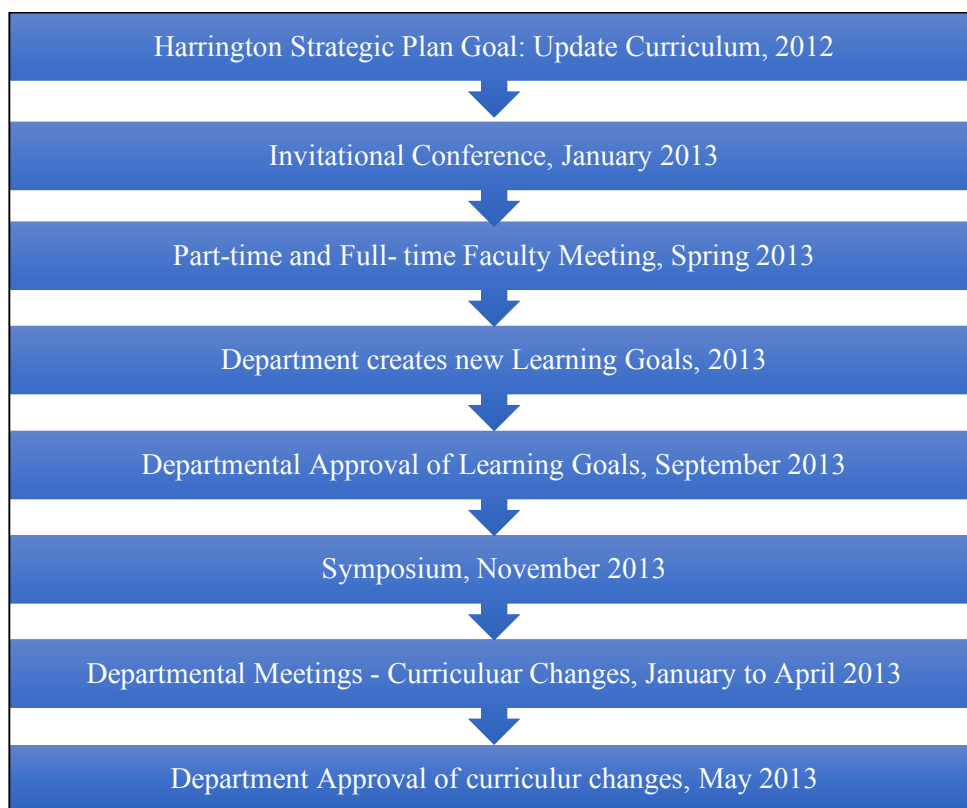 Harrington Strategic Plan Goal: Update Curriculum, 2012
Invitational Conference, January 2013
Part-time and Full- time Faculty Meeting, Spring 2013
Department creates new Learning Goals, 2013
Departmental Approval of Learning Goals, September 2013
Symposium, November 2013
Departmental Meetings - Curriculuar Changes, January to April 2013
Department Approval of curriculur changes, May 2013